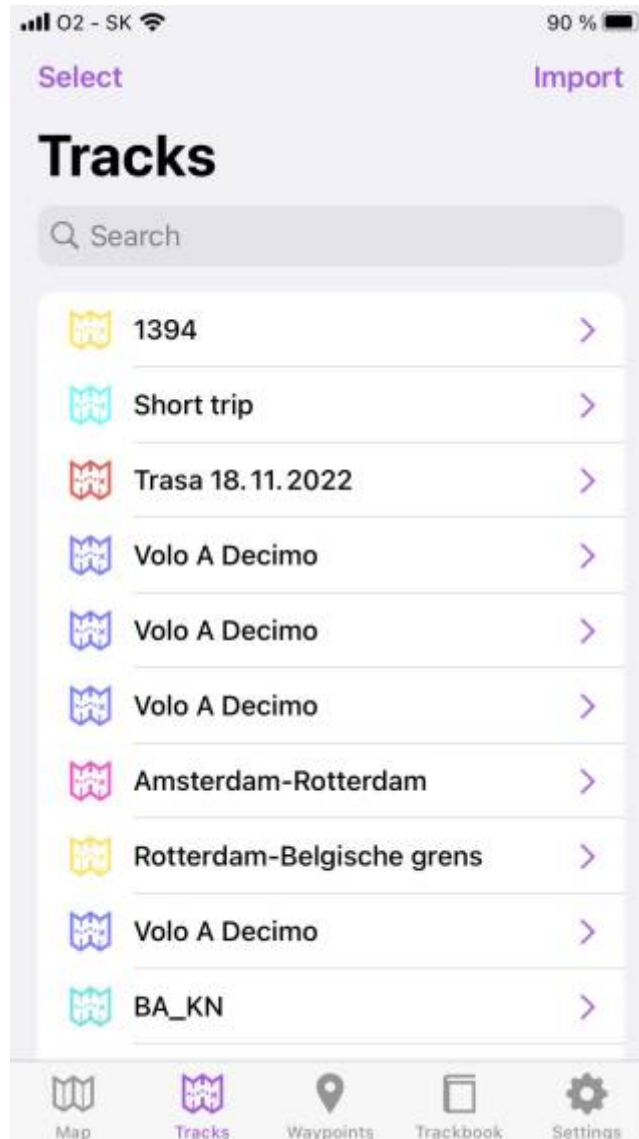 O2 - SK 90 %
Select Import
Tracks
Search
1394
Short trip
Trasa 18. 11. 2022
Volo A Decimo
Volo A Decimo
Volo A Decimo
Amsterdam-Rotterdam
Rotterdam-Belgische grens
Volo A Decimo
BA_KN
Map Tracks Waypoints Trackbook Settings